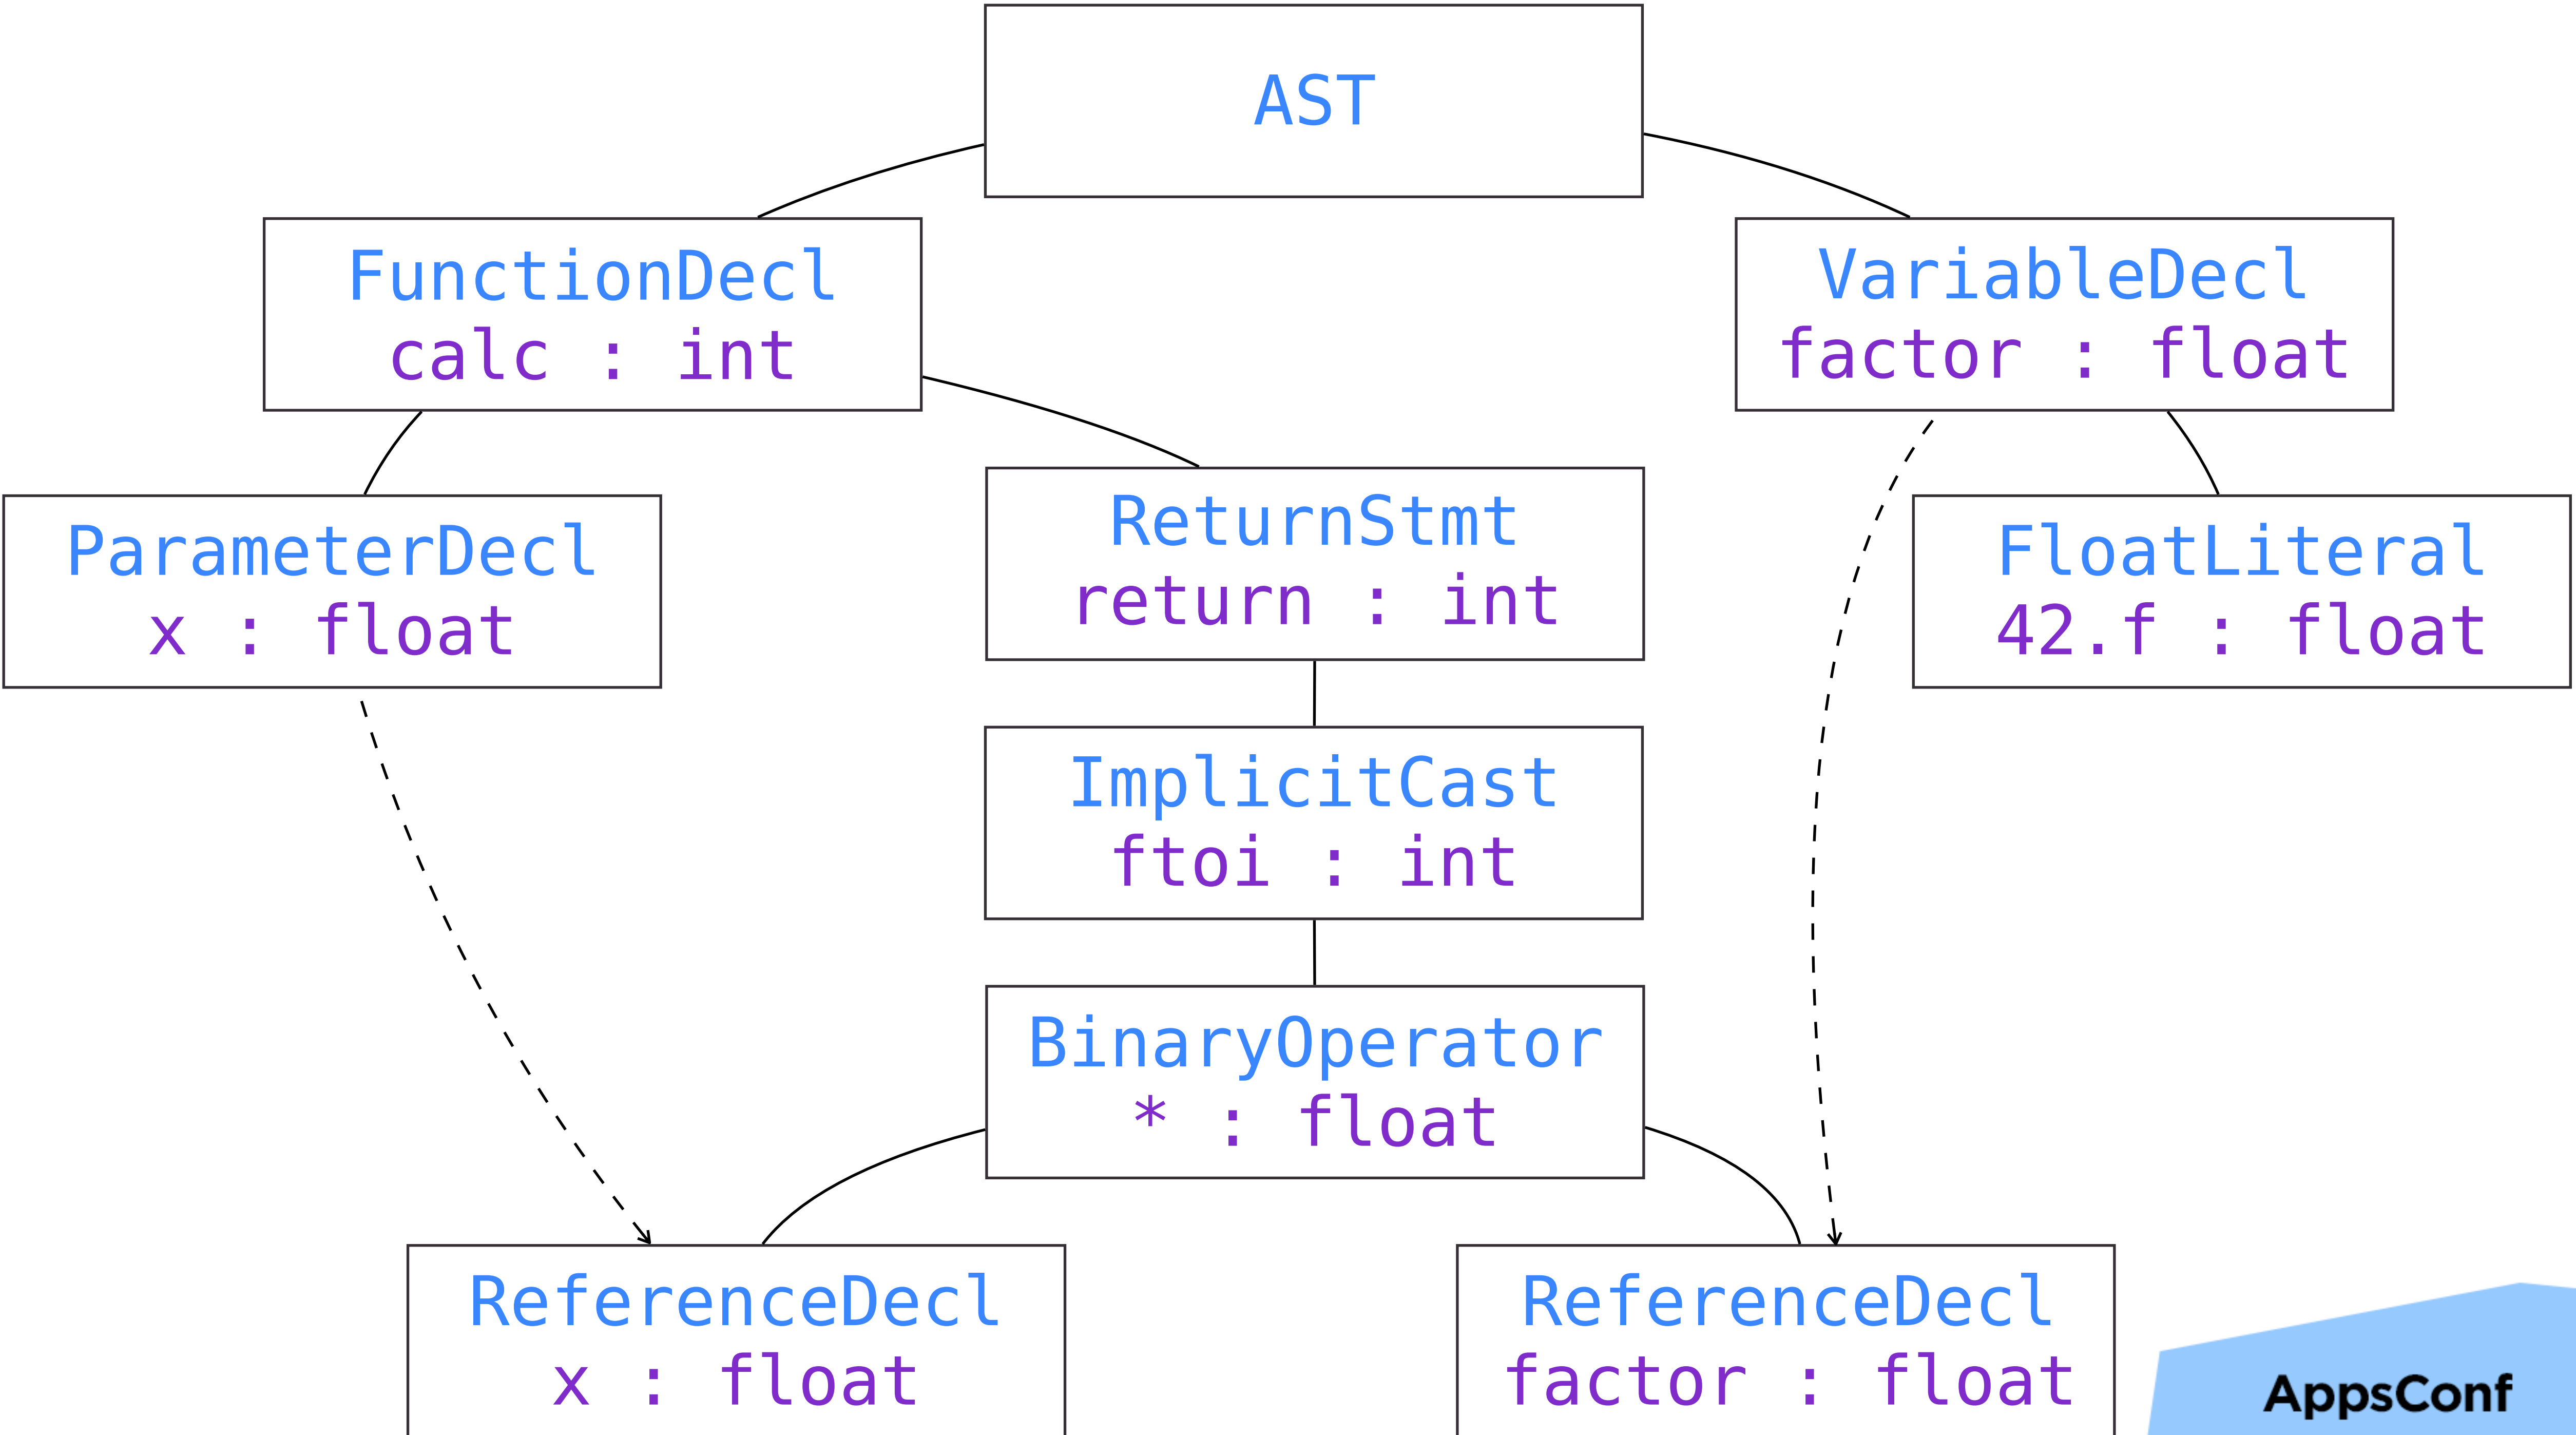 AST
FunctionDecl
calc : int
VariableDecl
factor : float
ParameterDecl
x : float
ReturnStmt
return : int
FloatLiteral
42.f : float
ImplicitCast
ftoi : int
BinaryOperator
* : float
ReferenceDecl
x : float
ReferenceDecl
factor : float
AppsConf